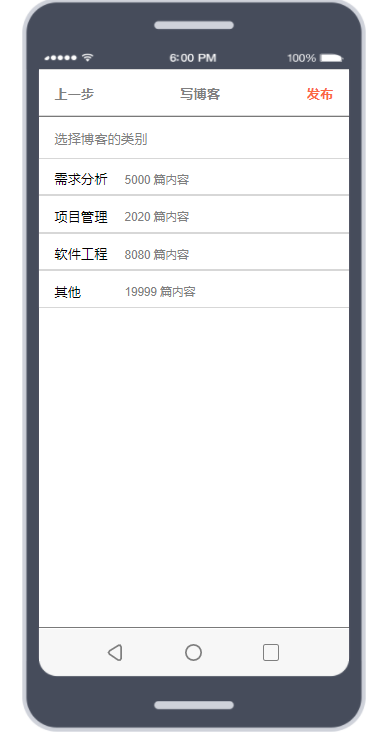 6:00 PM 100%
上一步 写博客 发布
选择博客的类别
需求分析 5000 篇内容
项目管理 2020 篇内容
软件工程 8080 篇内容
其他 19999 篇内容